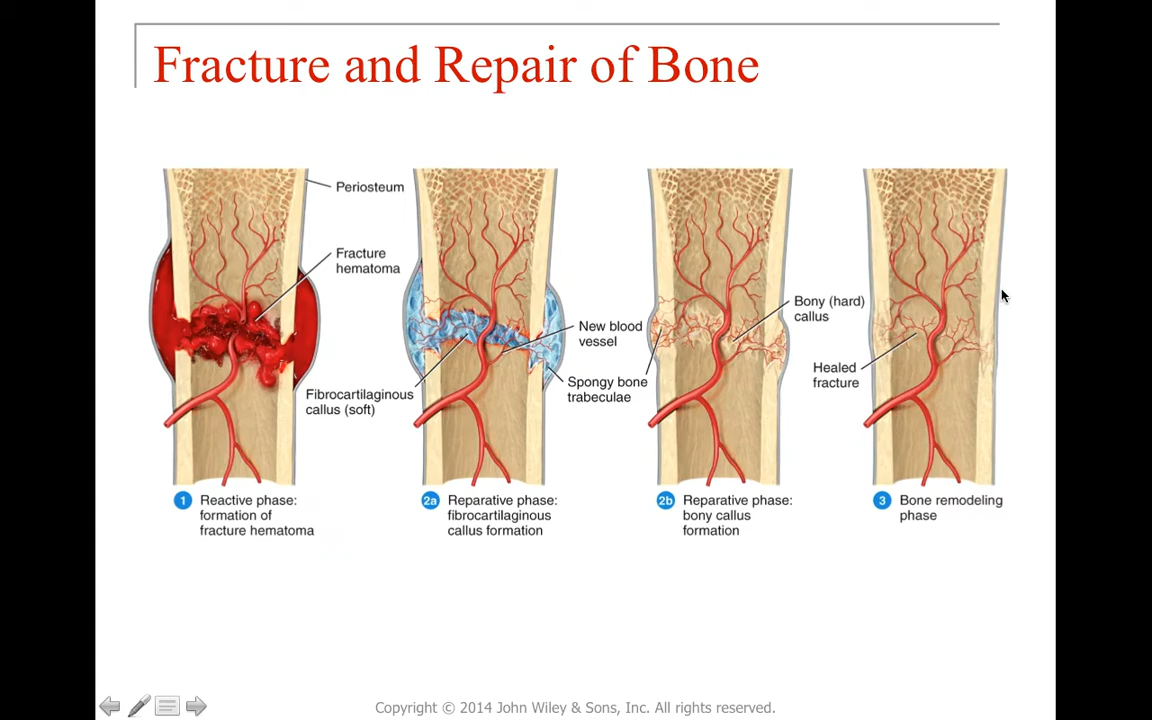 Fracture and Repair of Bone
Periosteum
Fracture
hematoma
Fibrocartilaginous
callus (soft)
New blood
vessel
Spongy bone
trabeculae
Bony (hard)
callus
Healed
fracture
1 Reactive phase:
formation of
fracture hematoma
2a Reparative phase:
fibrocartilaginous
callus formation
2b Reparative phase:
bony callus
formation
3 Bone remodeling
phase
Copyright © 2014 John Wiley & Sons, Inc. All rights reserved.